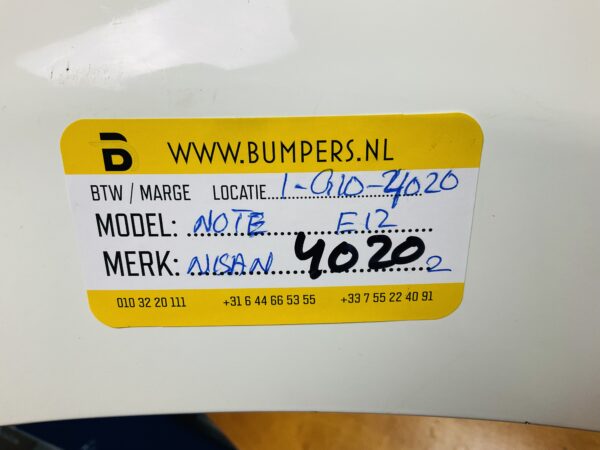 WWW.BUMPERS.NL
BTW / MARGE LOCATIE 1-G10-4020
MODEL: NOTE E12
MERK: NISAN 4020 2
010 32 20 111 +31 6 44 66 53 55 +33 7 55 22 40 91